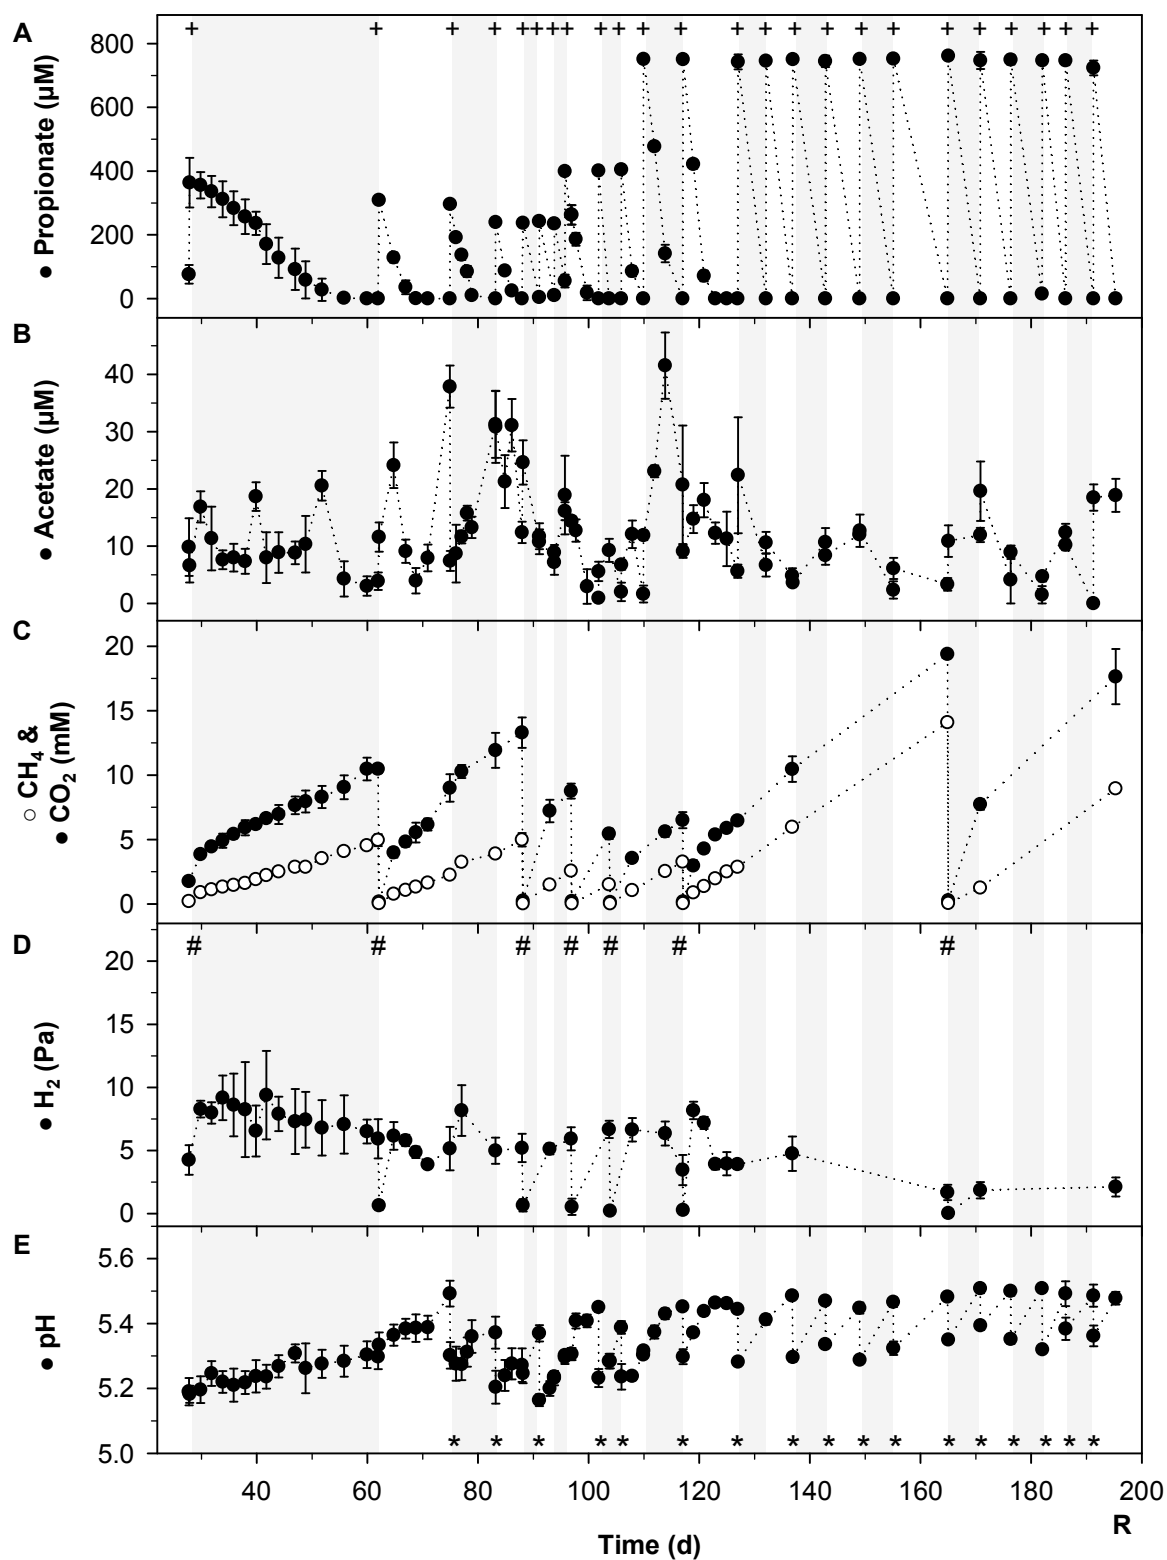 A
+ + + + + + + + + + + + + + + + + + + + + + + +
● Propionate (µM)
800
600
400
200
0
B
● Acetate (µM)
40
30
20
10
0
C
○ CH₄ &
● CO₂ (mM)
20
15
10
5
0
D
# # # # # # #
● H₂ (Pa)
20
15
10
5
0
E
● pH
5.6
5.4
5.2
5.0
* * * * * * * * * * * * * * * * *
40 60 80 100 120 140 160 180 200
R
Time (d)